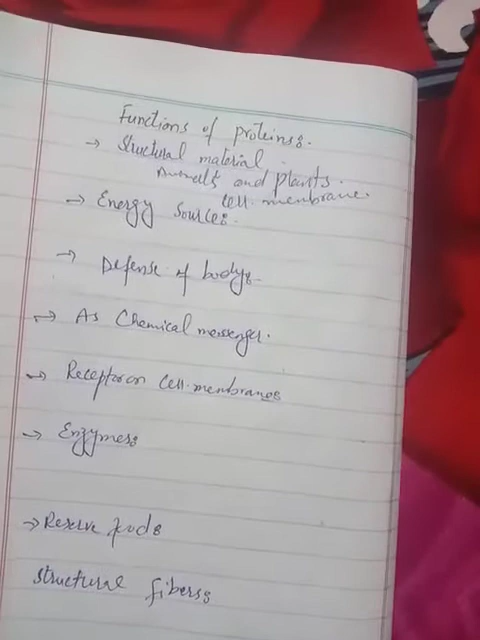 Functions of proteins:
→ Structural material
Animals and plants.
cell-membrane.
→ Energy Sources:
→ Defense of body:
→ As Chemical messenger.
→ Receptor on cell-membranes
→ Enzymes:
→ Reserve foods
Structural fibers: